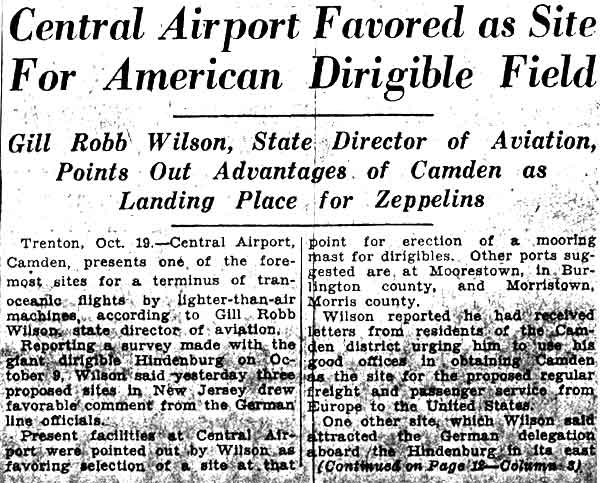 Central Airport Favored as Site
For American Dirigible Field
Gill Robb Wilson, State Director of Aviation,
Points Out Advantages of Camden as
Landing Place for Zeppelins
Trenton, Oct. 19.—Central Airport,
Camden, presents one of the fore-
most sites for a terminus of tran-
oceanic flights by lighter-than-air
machines, according to Gill Robb
Wilson, state director of aviation.
Reporting a survey made with the
giant dirigible Hindenburg on Oc-
tober 9, Wilson said yesterday three
proposed sites in New Jersey drew
favorable comment from the German
line officials.
Present facilities at Central Air-
port were pointed out by Wilson as
favoring selection of a site at that
point for erection of a mooring
mast for dirigibles. Other ports sug-
gested are at Moorestown, in Bur-
lington county, and Morristown,
Morris county.
Wilson reported he had received
letters from residents of the Cam-
den district urging him to use his
good offices in obtaining Camden
as the site for the proposed regular
freight and passenger service from
Europe to the United States.
One other site, which Wilson said
attracted the German delegation
aboard the Hindenburg in its east
(Continued on Page 12—Column 3)